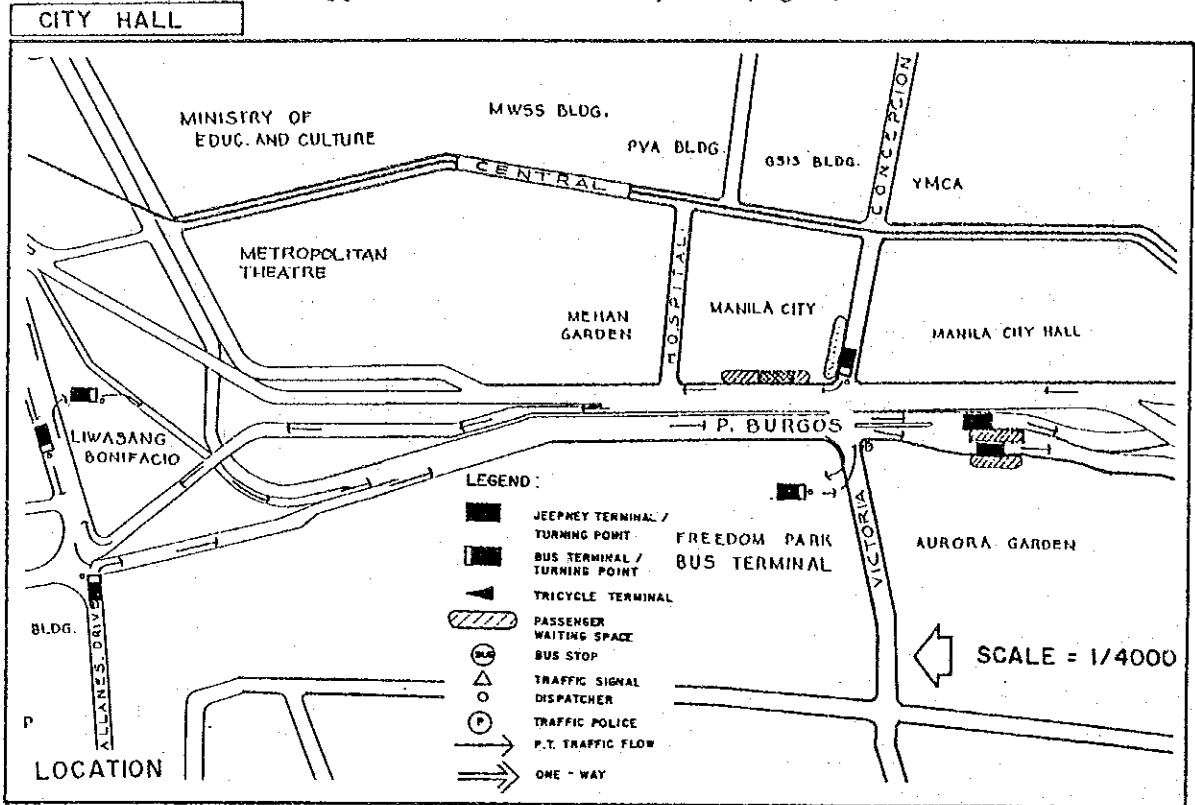 CITY HALL
MINISTRY OF
EDUC. AND CULTURE
MWSS BLDG.
PVA BLDG.
GSIS BLDG.
CONCEPCION
YMCA
CENTRAL
METROPOLITAN
THEATRE
MEHAN
GARDEN
HOSPITAL
MANILA CITY
MANILA CITY HALL
LIWASANG
BONIFACIO
P. BURGOS
VICTORIA
FREEDOM PARK
BUS TERMINAL
AURORA GARDEN
LEGEND:
JEEPNEY TERMINAL /
TURNING POINT
BUS TERMINAL /
TURNING POINT
TRICYCLE TERMINAL
PASSENGER
WAITING SPACE
BUS
BUS STOP
TRAFFIC SIGNAL
DISPATCHER
P
TRAFFIC POLICE
P.T. TRAFFIC FLOW
ONE - WAY
BLDG.
ALLANES. DRIVE
P
SCALE = 1/4000
LOCATION